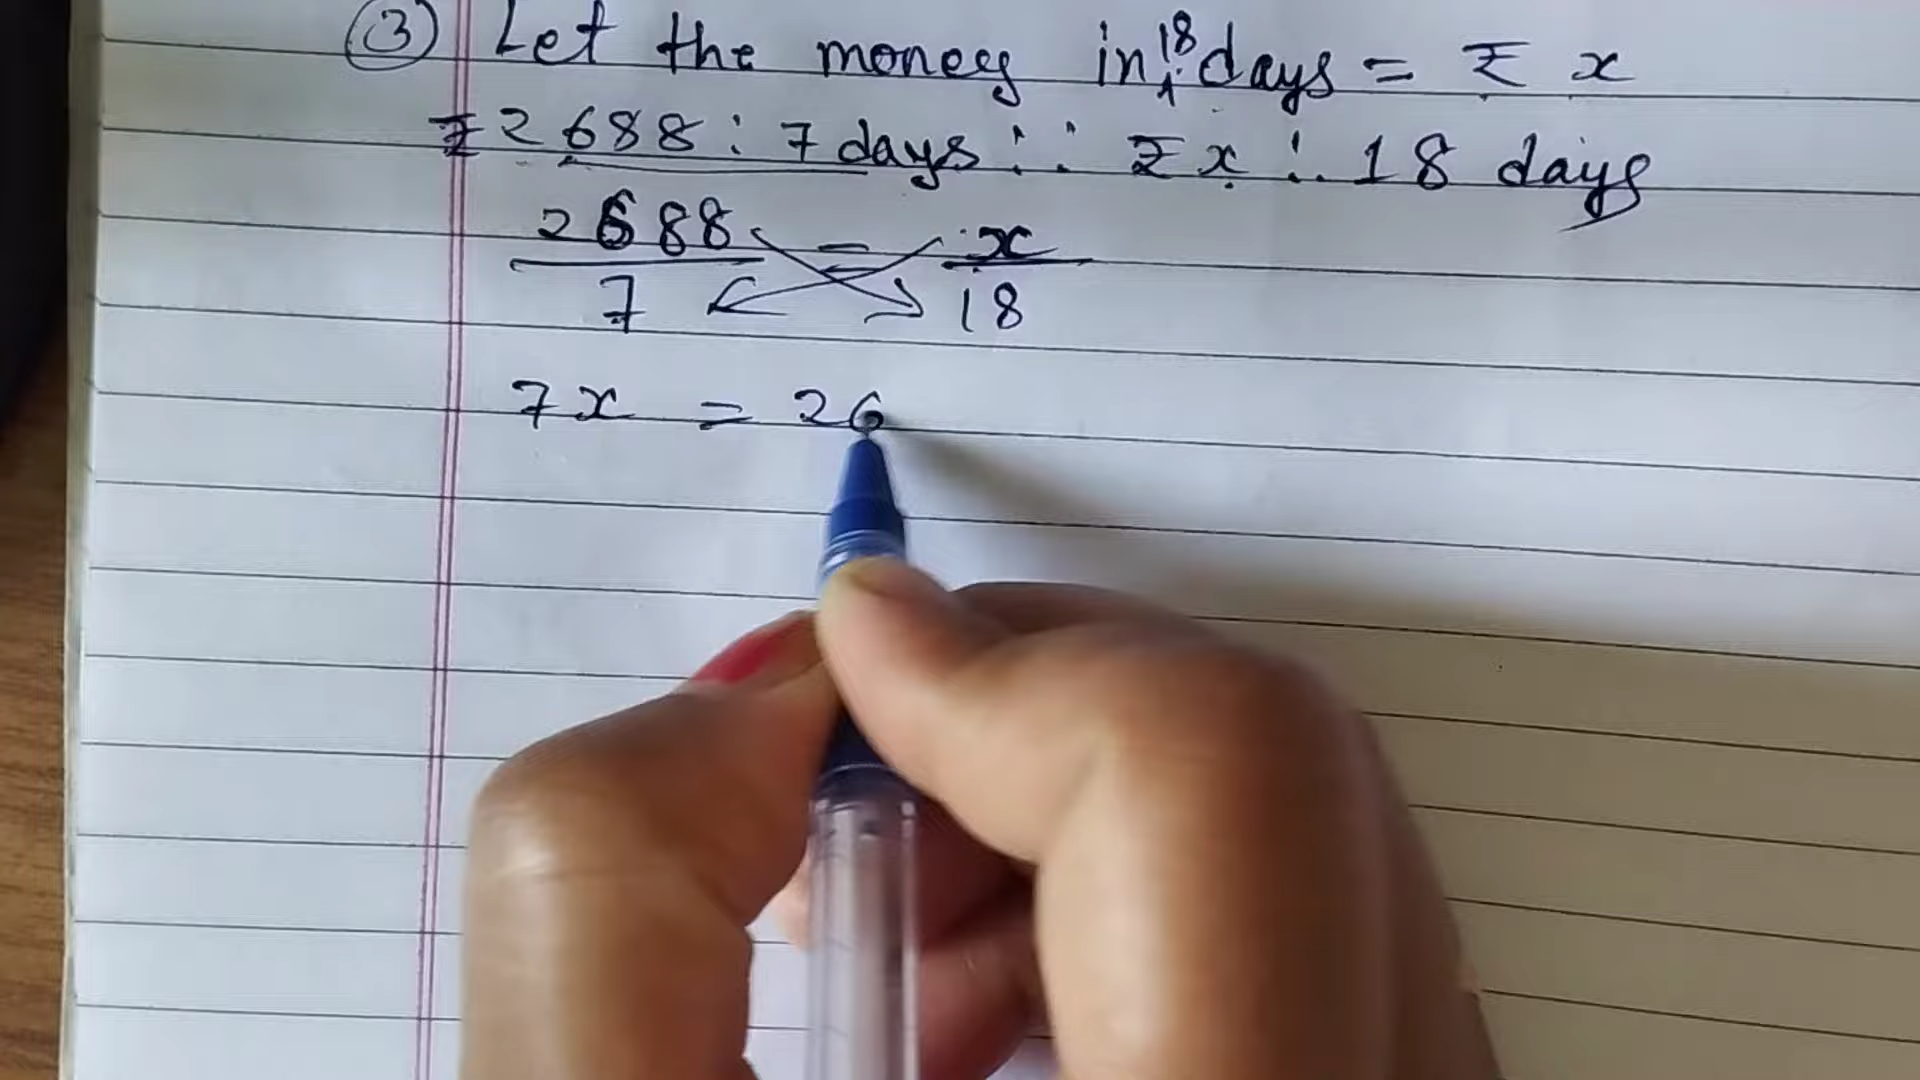 ③ Let the money in 18 days = ₹ x
₹2688 : 7 days :: ₹x : 18 days
2688/7 = x/18
7x = 26